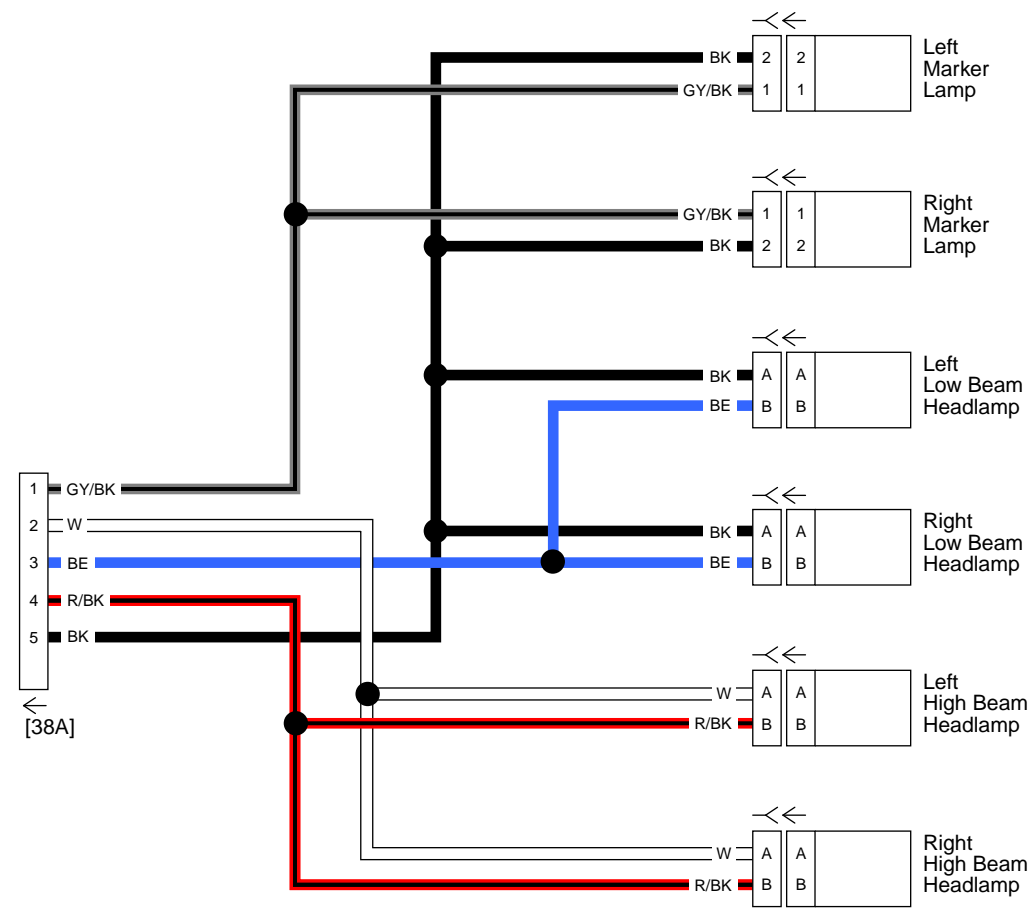 BK 2 2
GY/BK 1 1
Left
Marker
Lamp
GY/BK 1 1
BK 2 2
Right
Marker
Lamp
BK A A
BE B B
Left
Low Beam
Headlamp
1 GY/BK
2 W
3 BE
4 R/BK
5 BK
[38A]
BK A A
BE B B
Right
Low Beam
Headlamp
W A A
R/BK B B
Left
High Beam
Headlamp
W A A
R/BK B B
Right
High Beam
Headlamp